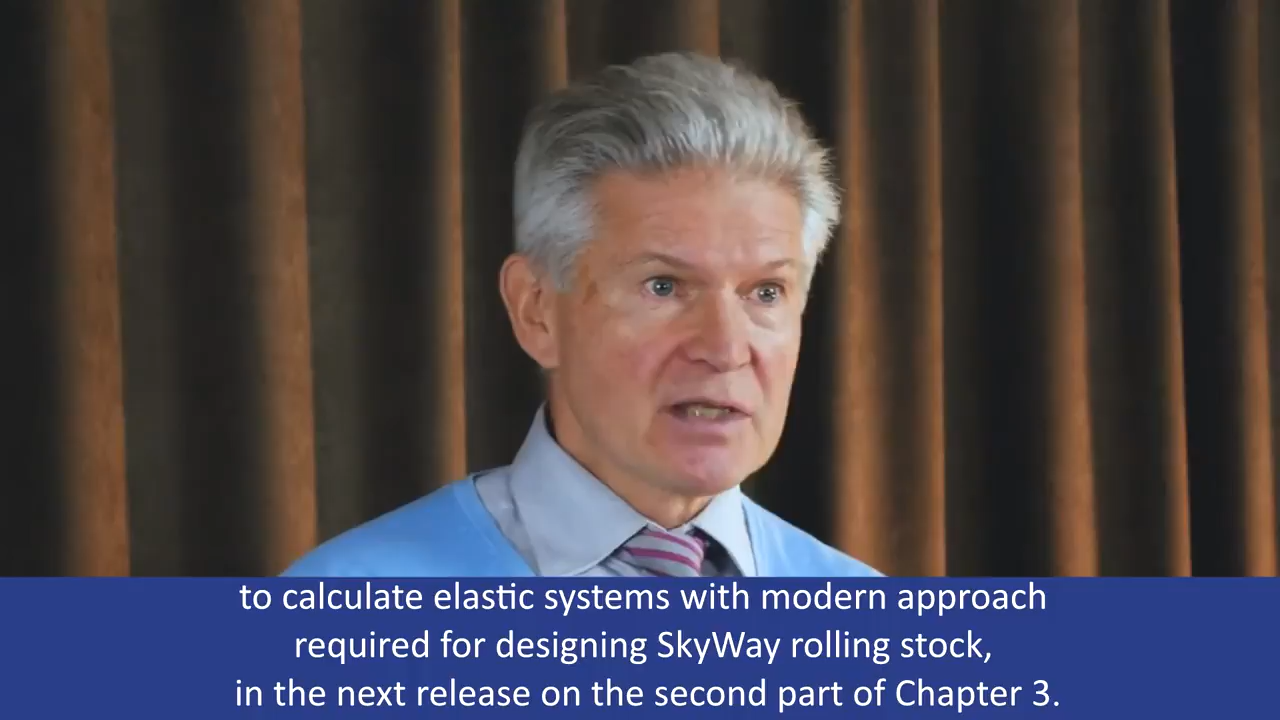 to calculate elastic systems with modern approach
required for designing SkyWay rolling stock,
in the next release on the second part of Chapter 3.